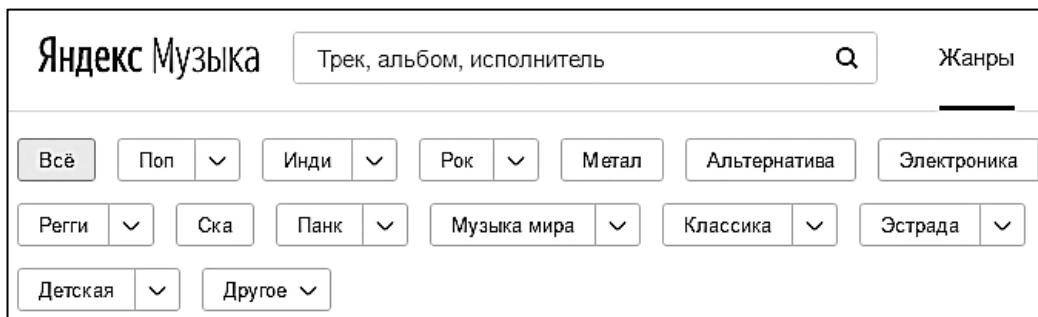 Яндекс Музыка Трек, альбом, исполнитель Жанры
Всё Поп Инди Рок Метал Альтернатива Электроника
Регги Ска Панк Музыка мира Классика Эстрада
Детская Другое